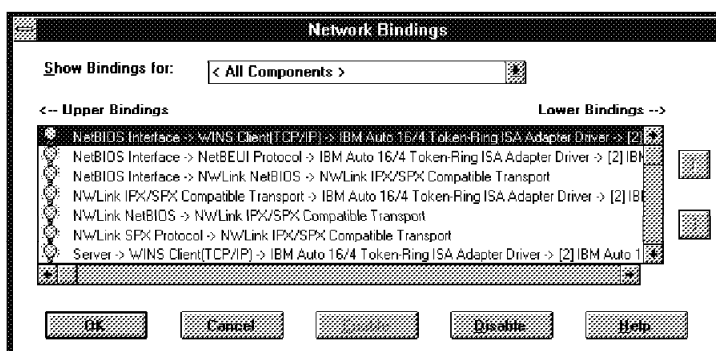 Network Bindings
Show Bindings for: < All Components >
<-- Upper Bindings Lower Bindings -->
NetBIOS Interface -> WINS Client(TCP/IP) -> IBM Auto 16/4 Token-Ring ISA Adapter Driver -> [2]
NetBIOS Interface -> NetBEUI Protocol -> IBM Auto 16/4 Token-Ring ISA Adapter Driver -> [2] IBM
NetBIOS Interface -> NWLink NetBIOS -> NWLink IPX/SPX Compatible Transport
NWLink IPX/SPX Compatible Transport -> IBM Auto 16/4 Token-Ring ISA Adapter Driver -> [2] IBM
NWLink NetBIOS -> NWLink IPX/SPX Compatible Transport
NWLink SPX Protocol -> NWLink IPX/SPX Compatible Transport
Server -> WINS Client(TCP/IP) -> IBM Auto 16/4 Token-Ring ISA Adapter Driver -> [2] IBM Auto 1
OK Cancel Enable Disable Help